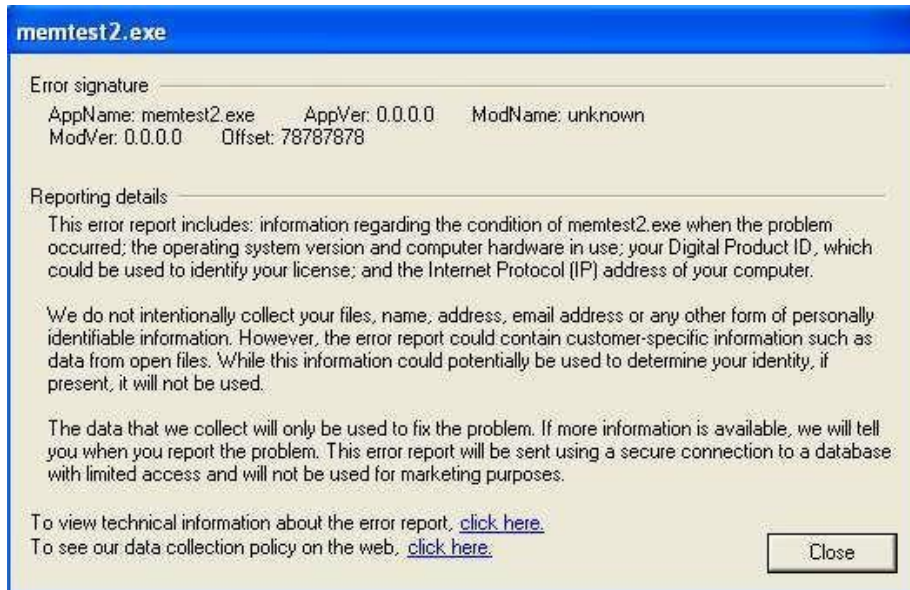 memtest2.exe
Error signature
AppName: memtest2.exe AppVer: 0.0.0.0 ModName: unknown
ModVer: 0.0.0.0 Offset: 78787878
Reporting details
This error report includes: information regarding the condition of memtest2.exe when the problem
occurred; the operating system version and computer hardware in use; your Digital Product ID, which
could be used to identify your license; and the Internet Protocol (IP) address of your computer.
We do not intentionally collect your files, name, address, email address or any other form of personally
identifiable information. However, the error report could contain customer-specific information such as
data from open files. While this information could potentially be used to determine your identity, if
present, it will not be used.
The data that we collect will only be used to fix the problem. If more information is available, we will tell
you when you report the problem. This error report will be sent using a secure connection to a database
with limited access and will not be used for marketing purposes.
To view technical information about the error report, click here.
To see our data collection policy on the web, click here.
Close